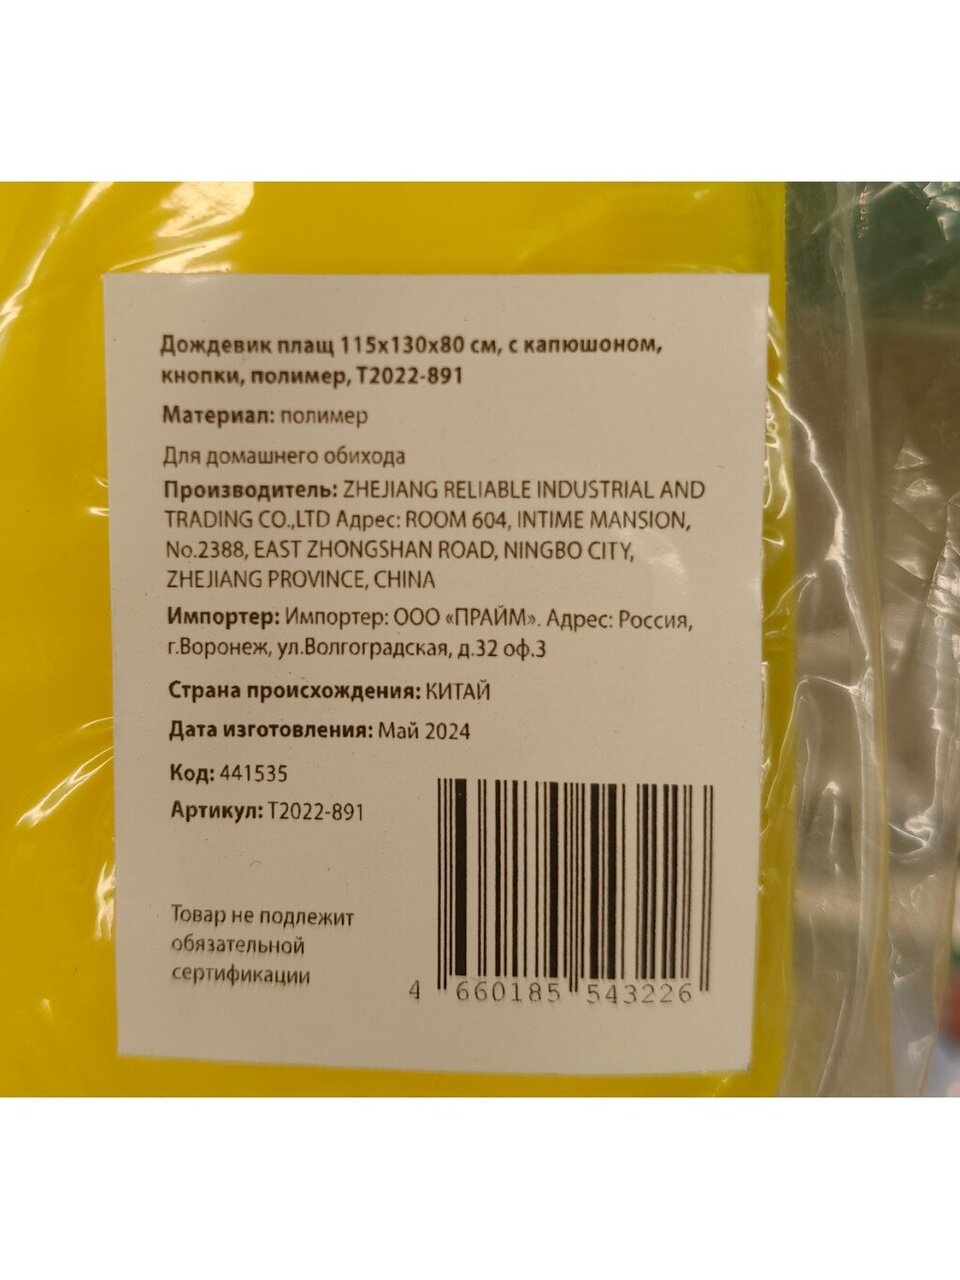 Дождевик плащ 115х130х80 см, с капюшоном,
кнопки, полимер, Т2022-891
Материал: полимер
Для домашнего обихода
Производитель: ZHEJIANG RELIABLE INDUSTRIAL AND
TRADING CO.,LTD Адрес: ROOM 604, INTIME MANSION,
No.2388, EAST ZHONGSHAN ROAD, NINGBO CITY,
ZHEJIANG PROVINCE, CHINA
Импортер: Импортер: ООО «ПРАЙМ». Адрес: Россия,
г.Воронеж, ул.Волгоградская, д.32 оф.3
Страна происхождения: КИТАЙ
Дата изготовления: Май 2024
Код: 441535
Артикул: Т2022-891
Товар не подлежит
обязательной
сертификации
4 660185 543226